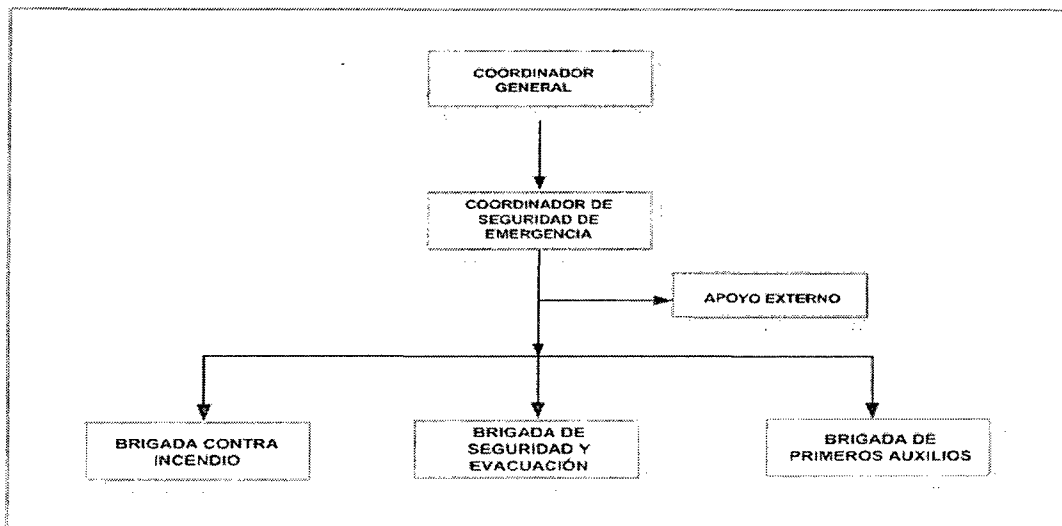 COORDINADOR
GENERAL
COORDINADOR DE
SEGURIDAD DE
EMERGENCIA
APOYO EXTERNO
BRIGADA CONTRA
INCENDIO
BRIGADA DE
SEGURIDAD Y
EVACUACIÓN
BRIGADA DE
PRIMEROS AUXILIOS